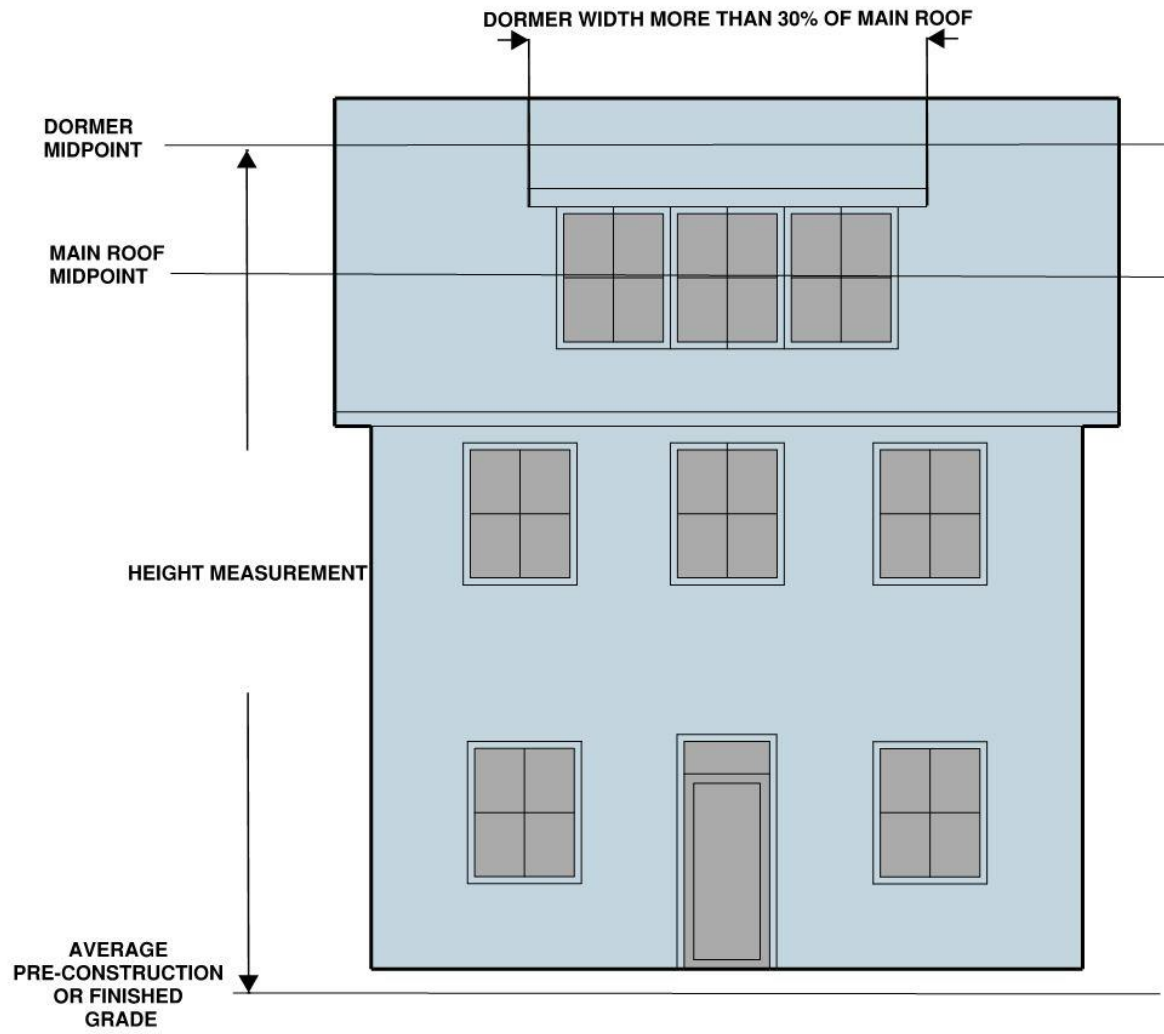 DORMER WIDTH MORE THAN 30% OF MAIN ROOF
DORMER
MIDPOINT
MAIN ROOF
MIDPOINT
HEIGHT MEASUREMENT
AVERAGE
PRE-CONSTRUCTION
OR FINISHED
GRADE